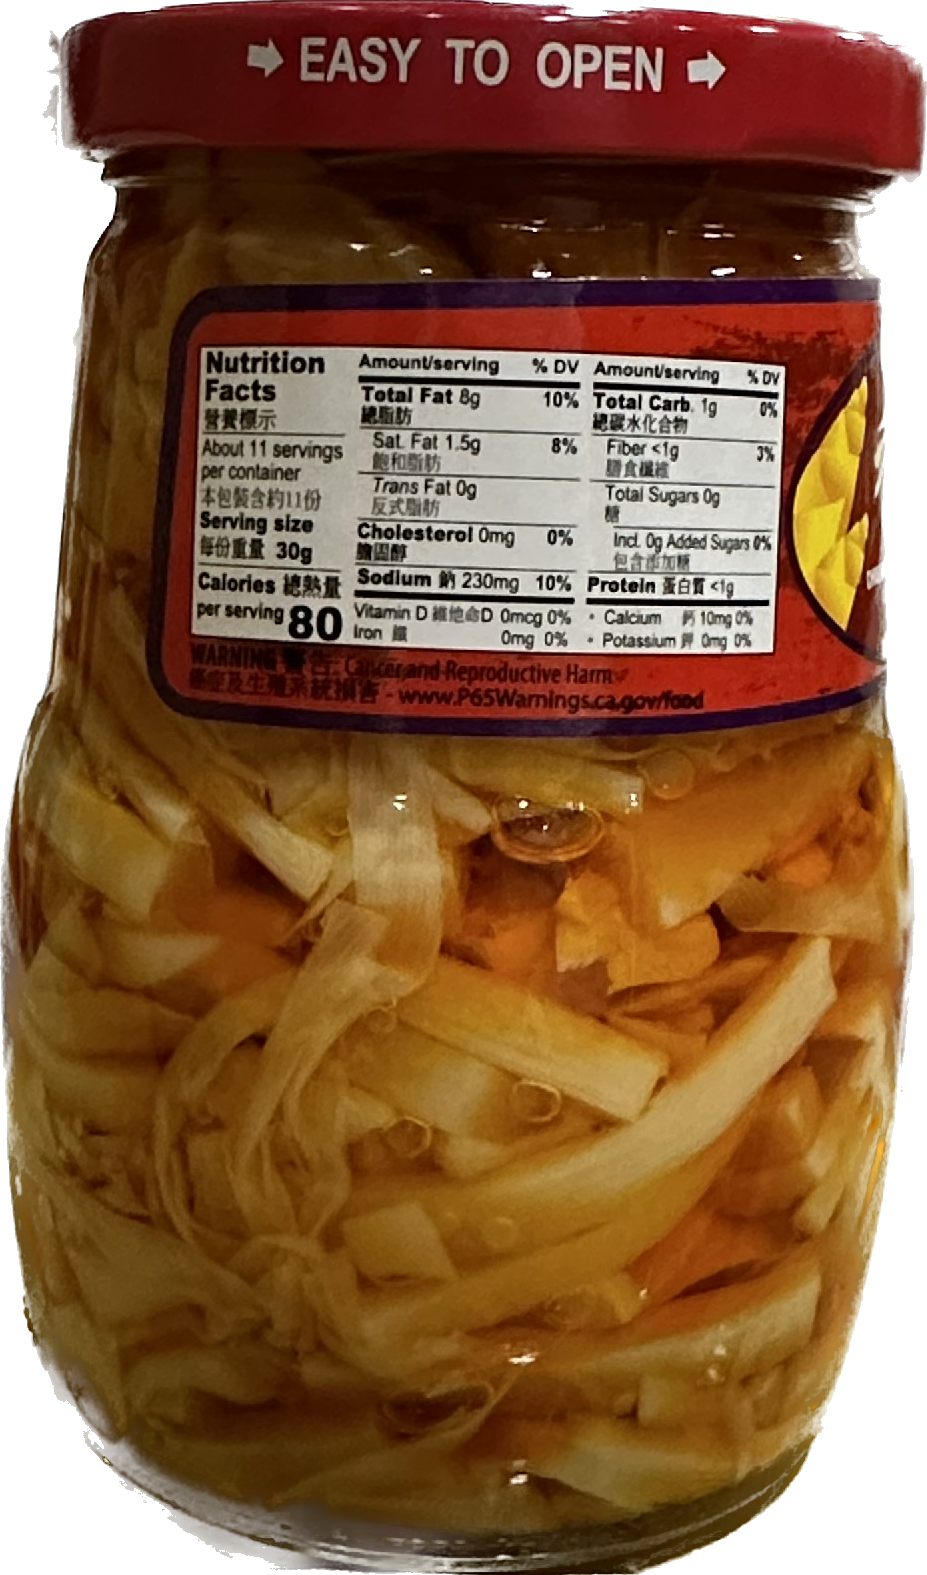 EASY TO OPEN
Nutrition
Facts
營養標示
About 11 servings
per container
本包裝含約11份
Serving size
每份重量 30g
Calories 總熱量
per serving 80
Amount/serving % DV
Total Fat 8g 10%
總脂肪
Sat. Fat 1.5g 8%
飽和脂肪
Trans Fat 0g
反式脂肪
Cholesterol 0mg 0%
膽固醇
Sodium 鈉 230mg 10%
Amount/serving % DV
Total Carb. 1g 0%
總碳水化合物
Fiber <1g 3%
膳食纖維
Total Sugars 0g
糖
Incl. 0g Added Sugars 0%
包含添加糖
Protein 蛋白質 <1g
Vitamin D 維他命D 0mcg 0% • Calcium 鈣 10mg 0%
Iron 鐵 0mg 0% • Potassium 鉀 0mg 0%
WARNING 警告: Cancer and Reproductive Harm
癌症及生殖系統損害 - www.P65Warnings.ca.gov/food